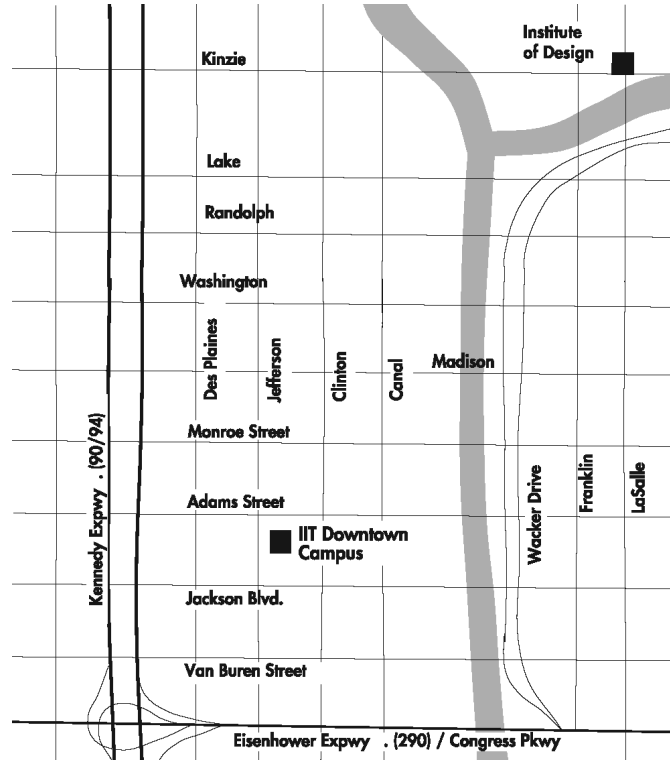 Institute
of Design
Kinzie
Lake
Randolph
Washington
Des Plaines
Jefferson
Clinton
Canal
Madison
Monroe Street
Kennedy Expwy . (90/94)
Wacker Drive
Franklin
LaSalle
Adams Street
IIT Downtown
Campus
Jackson Blvd.
Van Buren Street
Eisenhower Expwy . (290) / Congress Pkwy